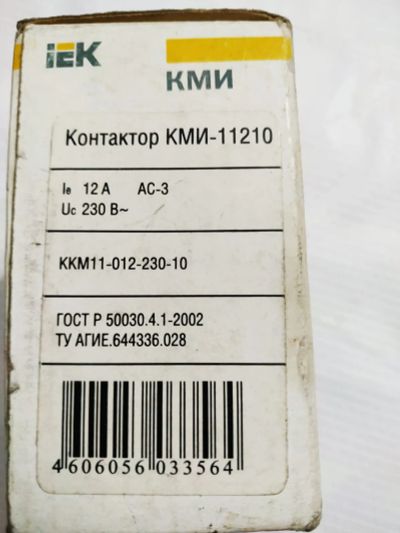 IEK
КМИ
Контактор КМИ-11210
Ie 12 А АС-3
Uc 230 В~
KKM11-012-230-10
ГОСТ Р 50030.4.1-2002
ТУ АГИЕ.644336.028
4 606056 033564